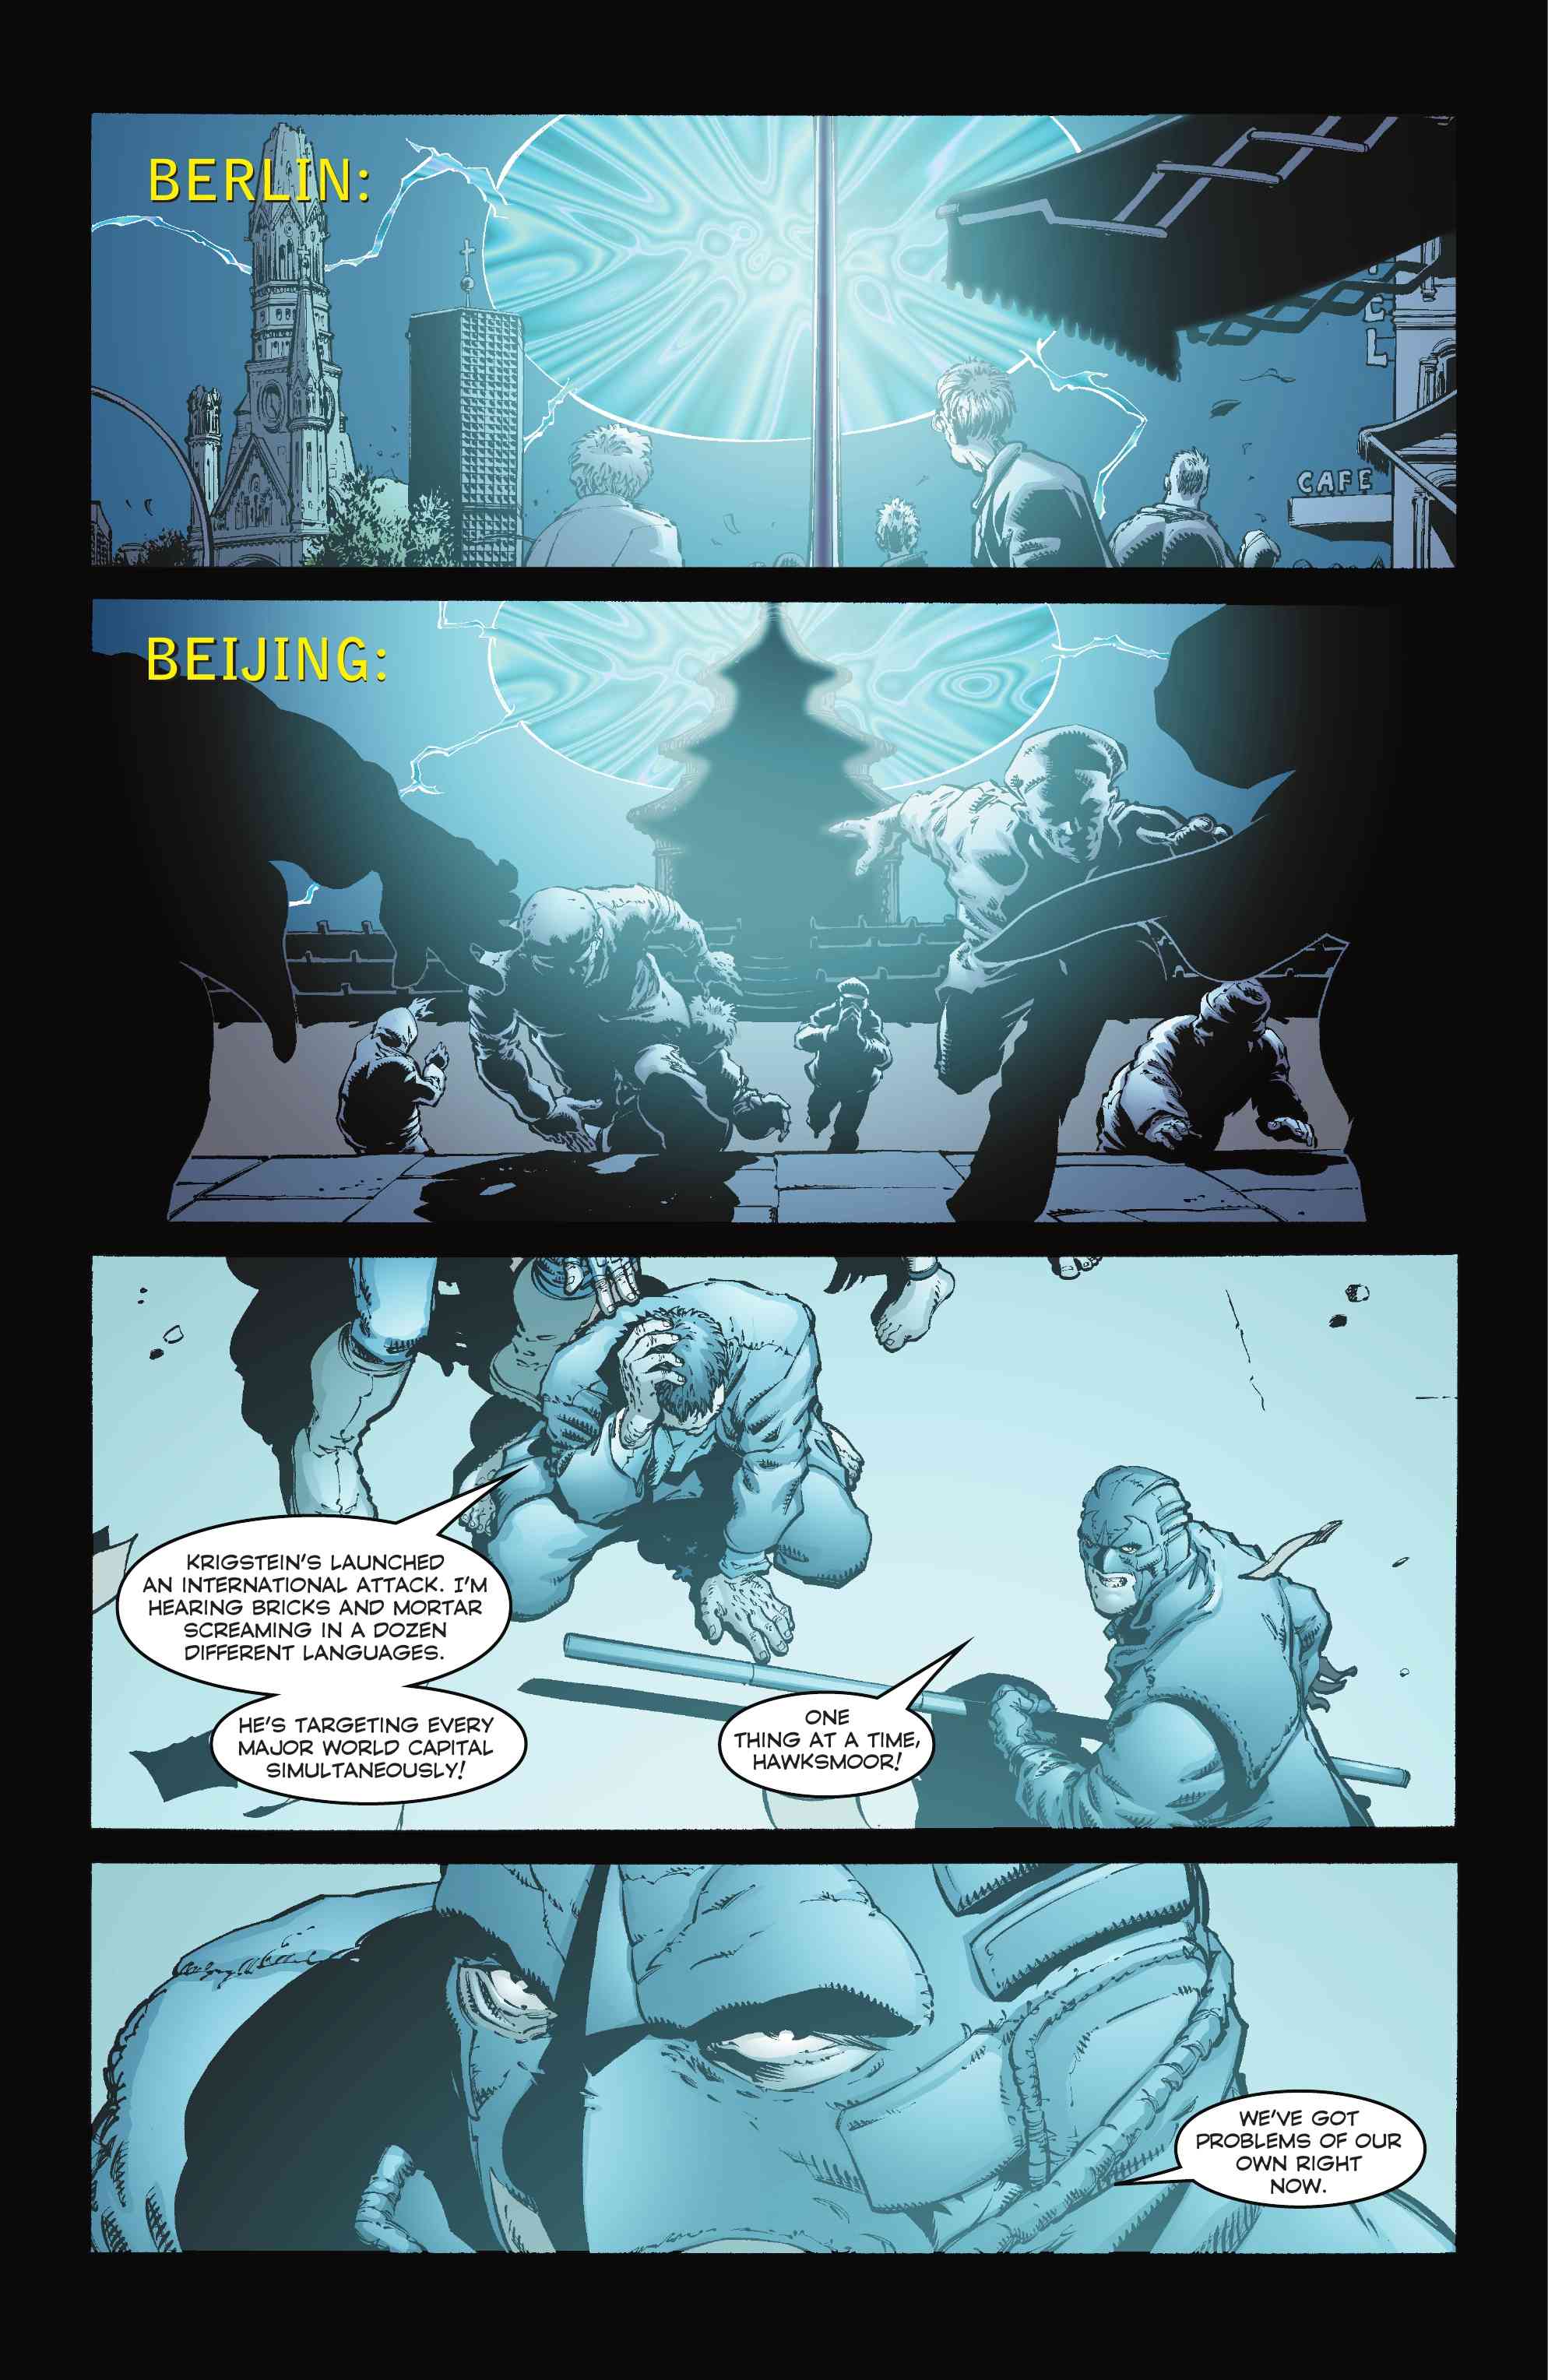 BERLIN:
CAFE
BEIJING:
KRIGSTEIN'S LAUNCHED
AN INTERNATIONAL ATTACK. I'M
HEARING BRICKS AND MORTAR
SCREAMING IN A DOZEN
DIFFERENT LANGUAGES.
HE'S TARGETING EVERY
MAJOR WORLD CAPITAL
SIMULTANEOUSLY!
ONE
THING AT A TIME,
HAWKSMOOR!
WE'VE GOT
PROBLEMS OF OUR
OWN RIGHT
NOW.